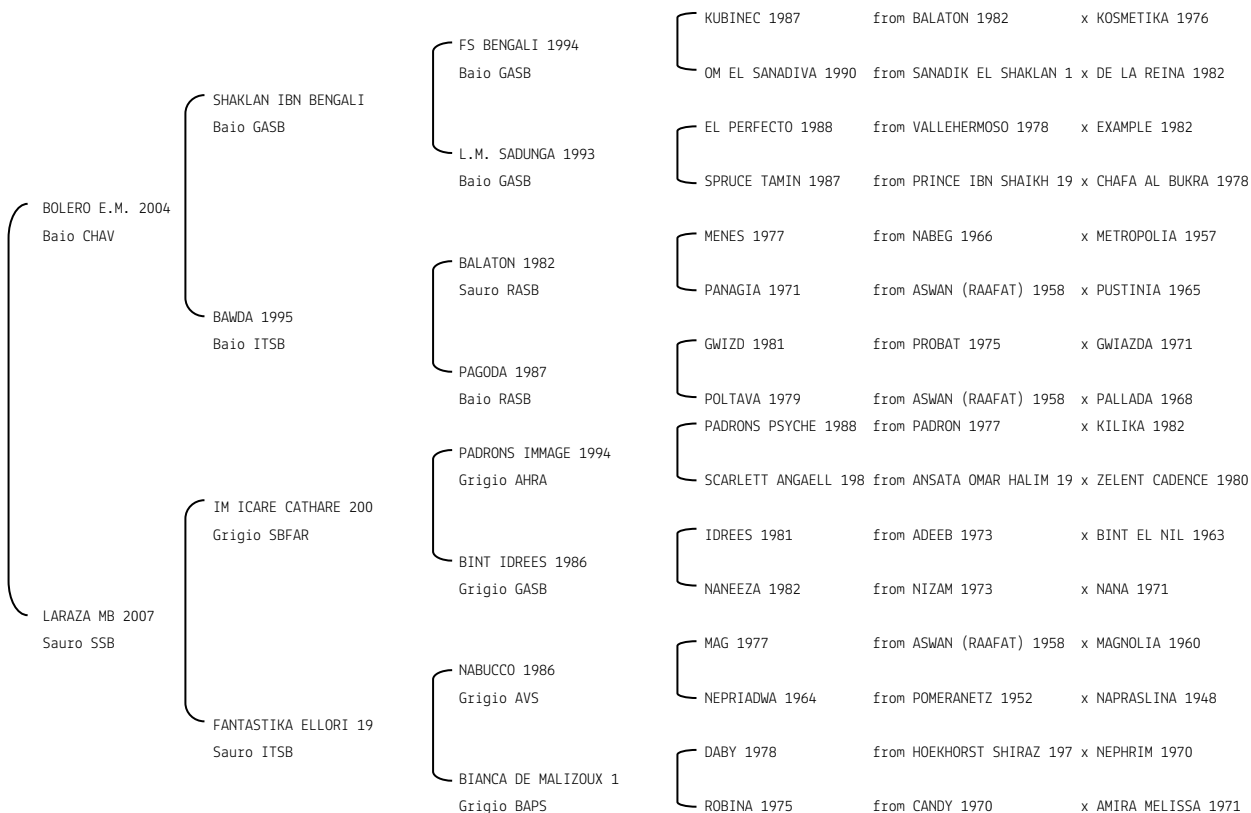 KUBINEC 1987 from BALATON 1982 x KOSMETIKA 1976
FS BENGALI 1994
Baio GASB
OM EL SANADIVA 1990 from SANADIK EL SHAKLAN 1 x DE LA REINA 1982
SHAKLAN IBN BENGALI
Baio GASB
EL PERFECTO 1988 from VALLEHERMOSO 1978 x EXAMPLE 1982
L.M. SADUNGA 1993
Baio GASB
SPRUCE TAMIN 1987 from PRINCE IBN SHAIKH 19 x CHAFA AL BUKRA 1978
BOLERO E.M. 2004
Baio CHAV
MENES 1977 from NABEG 1966 x METROPOLIA 1957
BALATON 1982
Sauro RASB
PANAGIA 1971 from ASWAN (RAAFAT) 1958 x PUSTINIA 1965
BAWDA 1995
Baio ITSB
GWIZD 1981 from PROBAT 1975 x GWIAZDA 1971
PAGODA 1987
Baio RASB
POLTAVA 1979 from ASWAN (RAAFAT) 1958 x PALLADA 1968
PADRONS PSYCHE 1988 from PADRON 1977 x KILIKA 1982
PADRONS IMMAGE 1994
Grigio AHRA
SCARLETT ANGAELL 198 from ANSATA OMAR HALIM 19 x ZELENT CADENCE 1980
IM ICARE CATHARE 200
Grigio SBFAR
IDREES 1981 from ADEEB 1973 x BINT EL NIL 1963
BINT IDREES 1986
Grigio GASB
NANEEZA 1982 from NIZAM 1973 x NANA 1971
LARAZA MB 2007
Sauro SSB
MAG 1977 from ASWAN (RAAFAT) 1958 x MAGNOLIA 1960
NABUCCO 1986
Grigio AVS
NEPRIADWA 1964 from POMERANETZ 1952 x NAPRASLINA 1948
FANTASTIKA ELLORI 19
Sauro ITSB
DABY 1978 from HOEKHORST SHIRAZ 197 x NEPHRIM 1970
BIANCA DE MALIZOUX 1
Grigio BAPS
ROBINA 1975 from CANDY 1970 x AMIRA MELISSA 1971